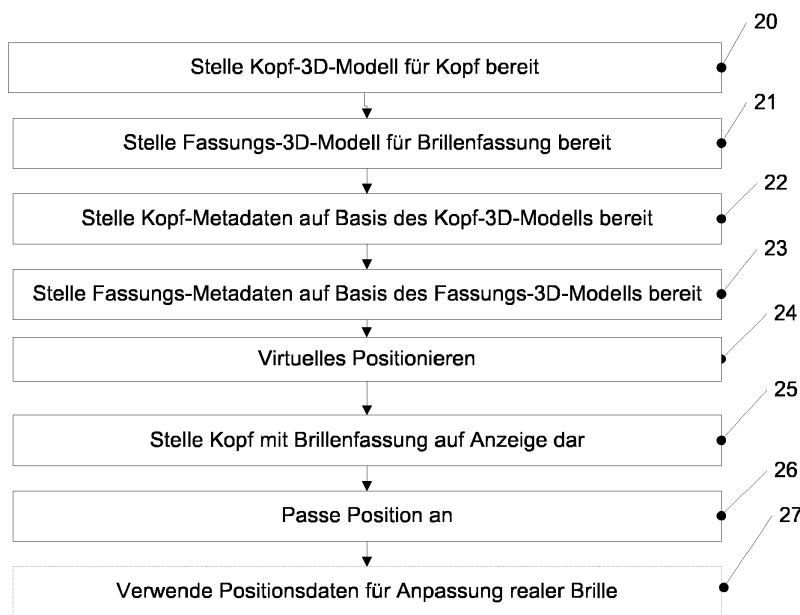 20
Stelle Kopf-3D-Modell für Kopf bereit
21
Stelle Fassungs-3D-Modell für Brillenfassung bereit
22
Stelle Kopf-Metadaten auf Basis des Kopf-3D-Modells bereit
23
Stelle Fassungs-Metadaten auf Basis des Fassungs-3D-Modells bereit
24
Virtuelles Positionieren
25
Stelle Kopf mit Brillenfassung auf Anzeige dar
26
Passe Position an
27
Verwende Positionsdaten für Anpassung realer Brille